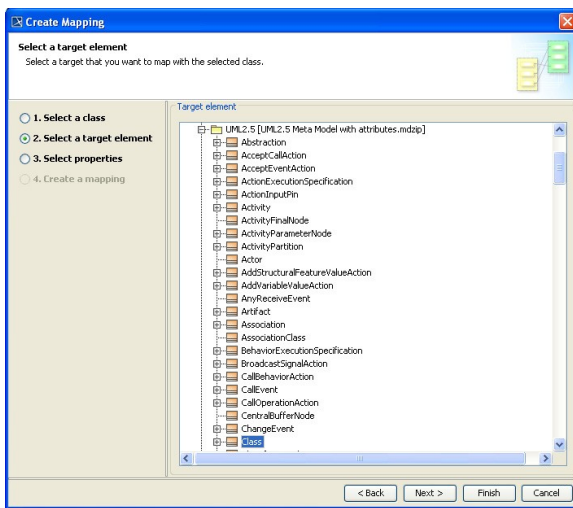 Create Mapping
Select a target element
Select a target that you want to map with the selected class.
1. Select a class
2. Select a target element
3. Select properties
4. Create a mapping
Target element
UML2.5 [UML2.5 Meta Model with attributes.mdzip]
Abstraction
AcceptCallAction
AcceptEventAction
ActionExecutionSpecification
ActionInputPin
Activity
ActivityFinalNode
ActivityParameterNode
ActivityPartition
Actor
AddStructuralFeatureValueAction
AddVariableValueAction
AnyReceiveEvent
Artifact
Association
AssociationClass
BehaviorExecutionSpecification
BroadcastSignalAction
CallBehaviorAction
CallEvent
CallOperationAction
CentralBufferNode
ChangeEvent
Class
< Back Next > Finish Cancel